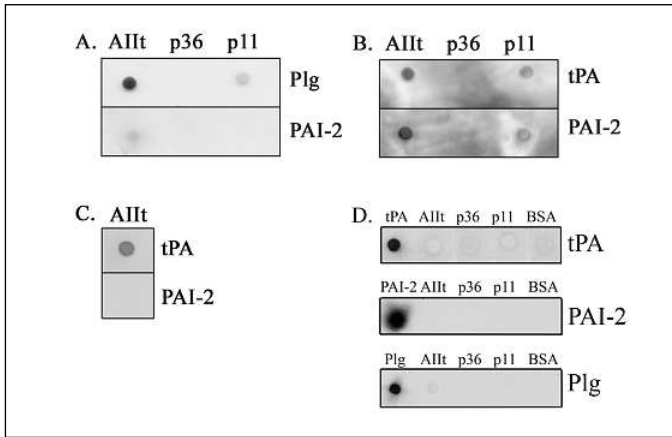 A. AIIt p36 p11
Plg
PAI-2
B. AIIt p36 p11
tPA
PAI-2
C. AIIt
tPA
PAI-2
D. tPA AIIt p36 p11 BSA
tPA
PAI-2 AIIt p36 p11 BSA
PAI-2
Plg AIIt p36 p11 BSA
Plg